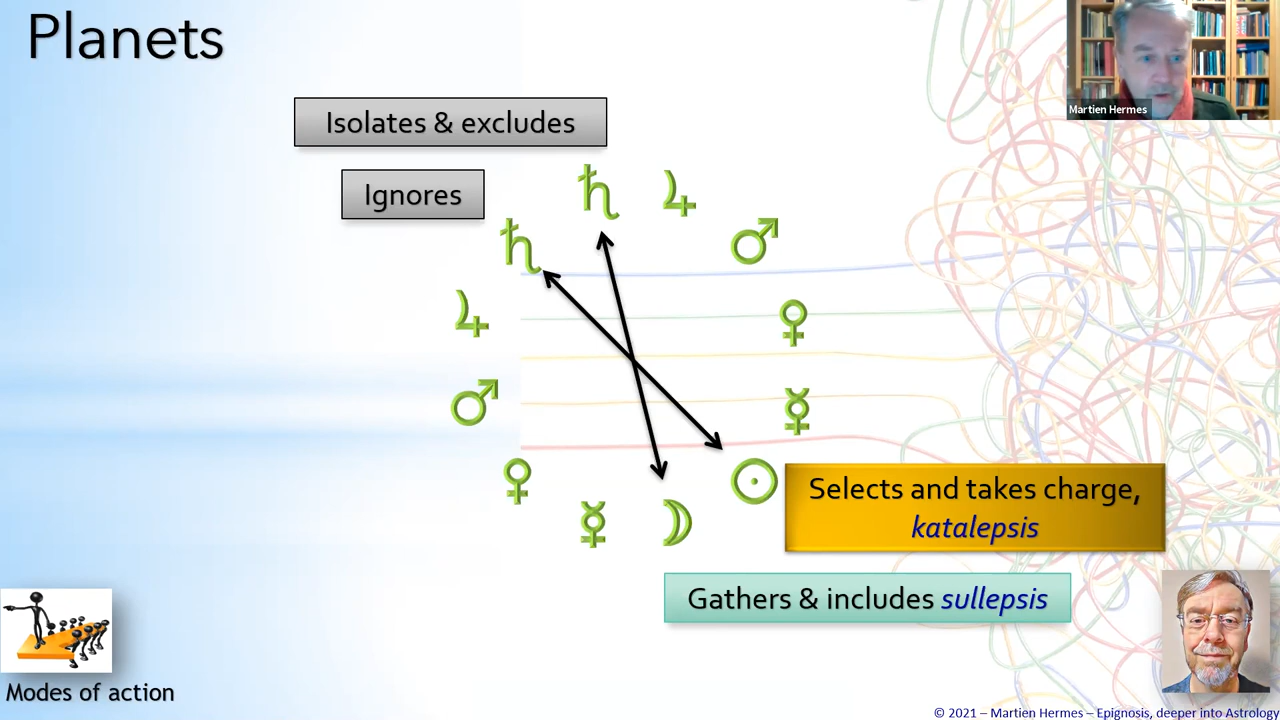 Planets
Martien Hermes
Isolates & excludes
Ignores
♄ ♃
♄ ♂
♃ ♀
♂ ☿
♀ ☉
☿ ☽
Selects and takes charge,
katalepsis
Gathers & includes sullepsis
Modes of action
© 2021 – Martien Hermes – Epignosis, deeper into Astrology